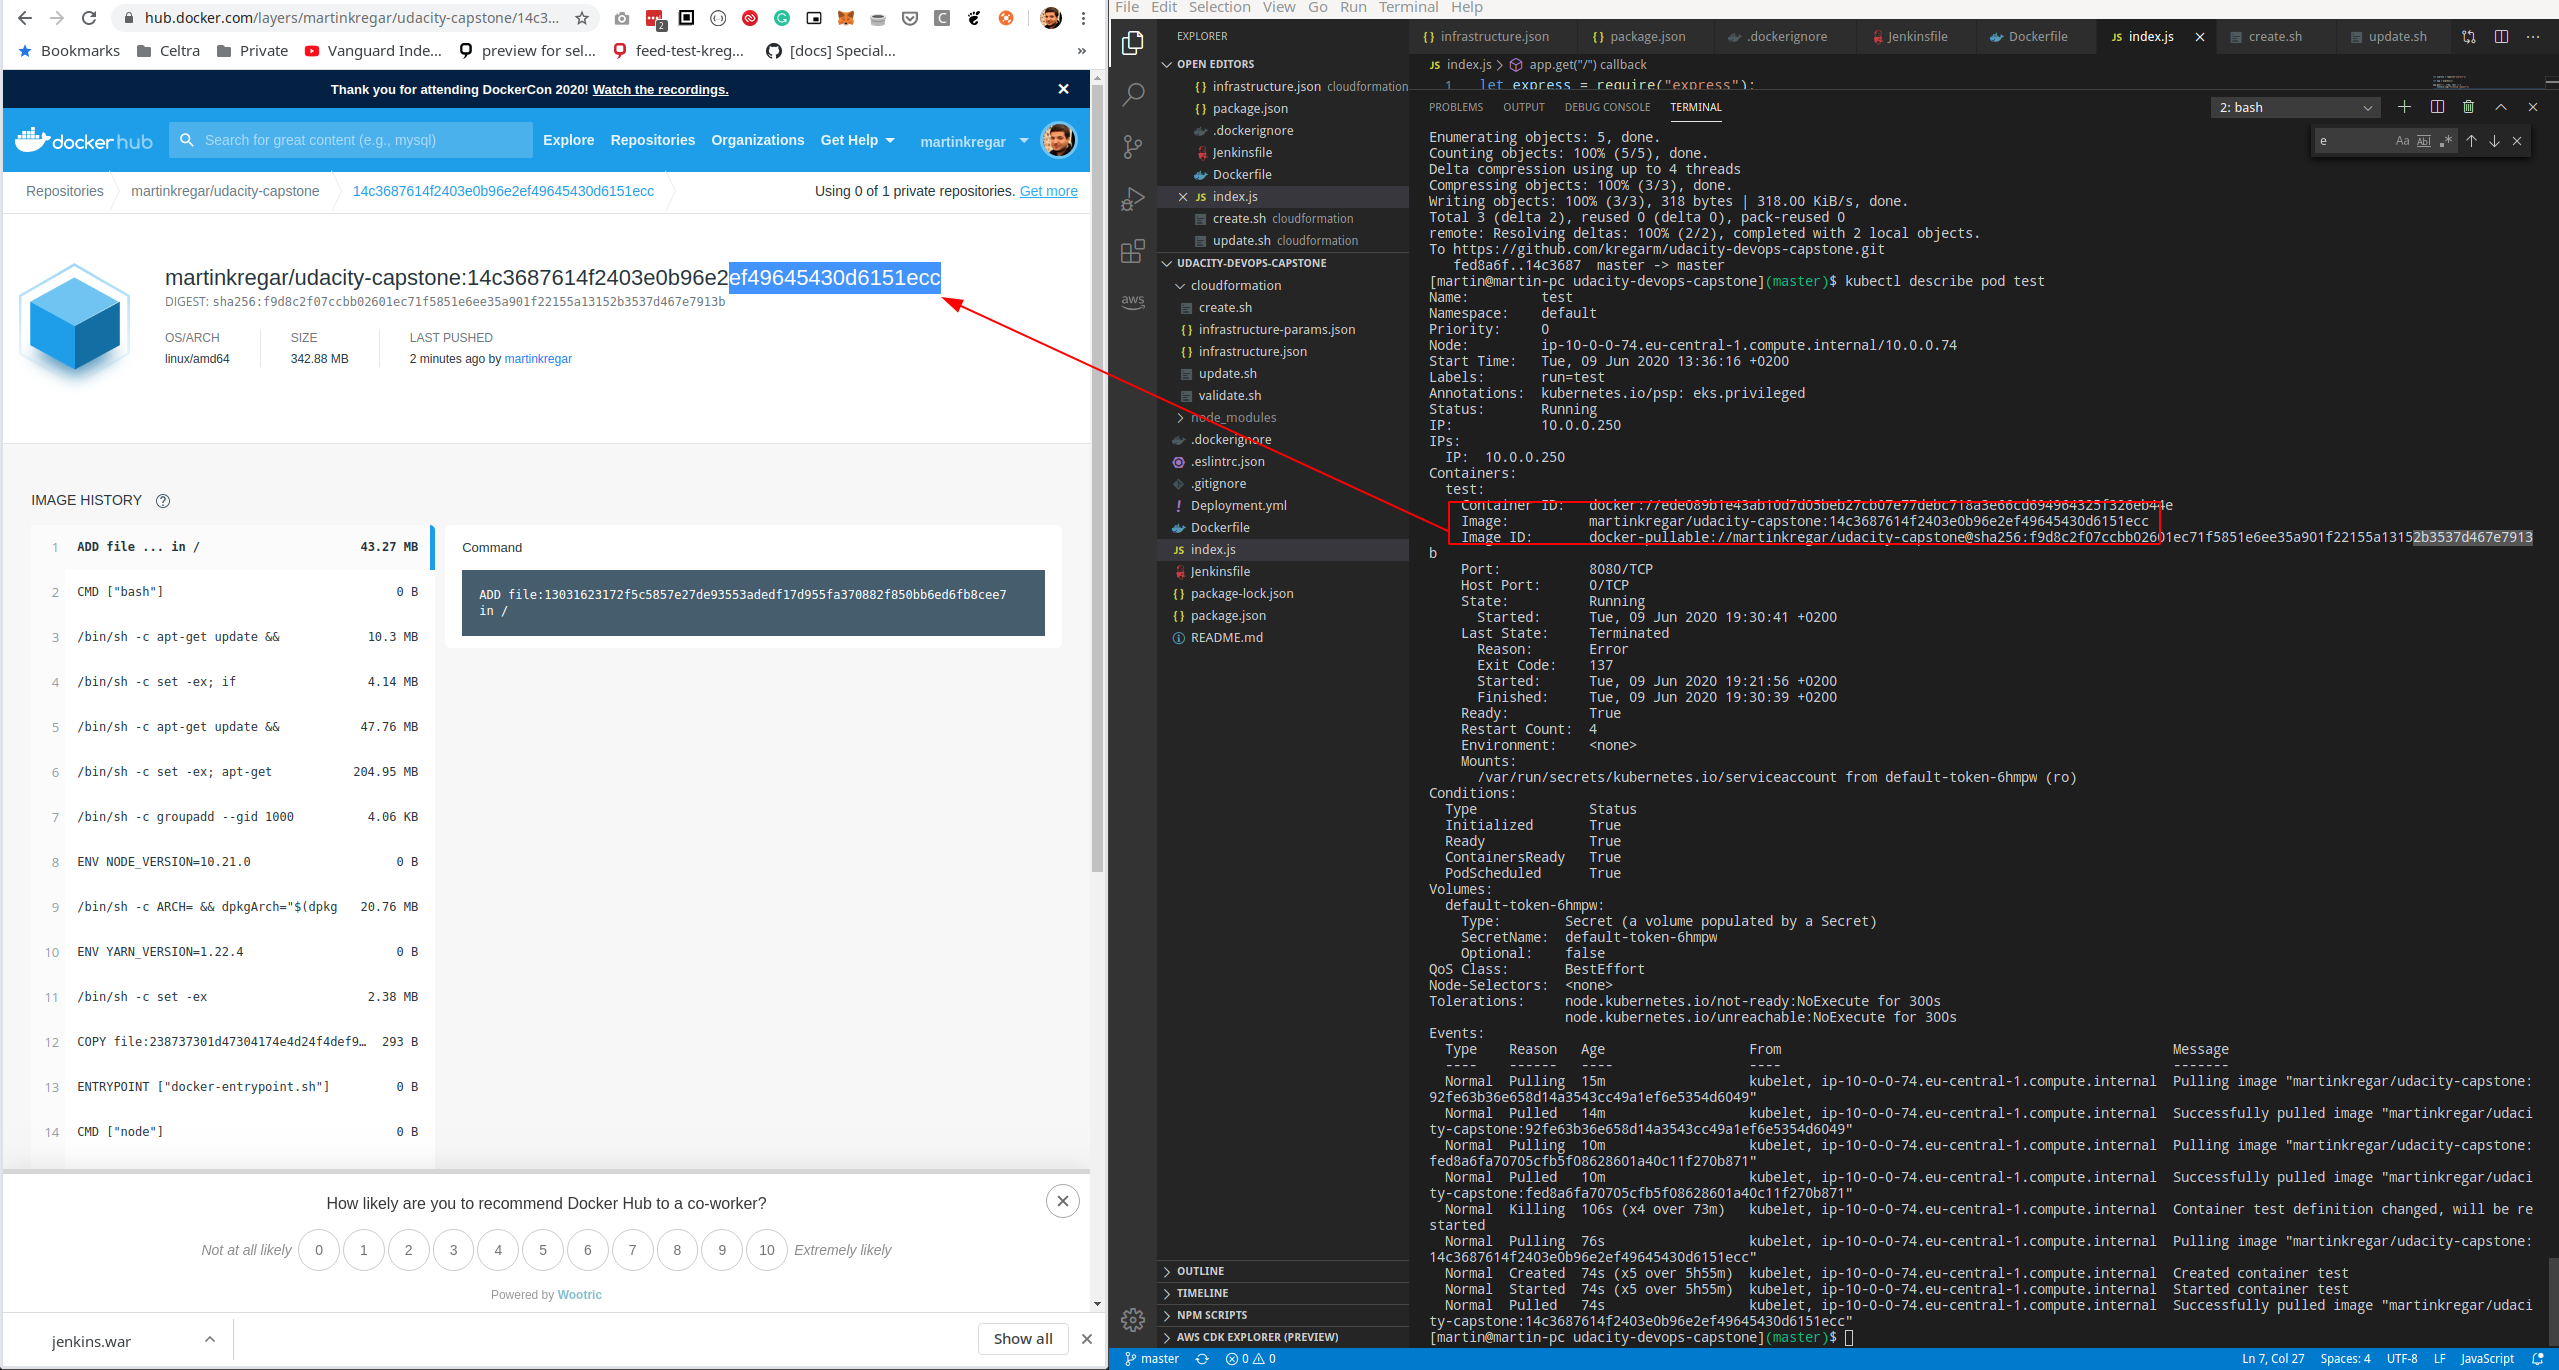 hub.docker.com/layers/martinkregar/udacity-capstone/14c3...
Bookmarks Celtra Private Vanguard Inde... preview for sel... feed-test-kreg... [docs] Special... »
Thank you for attending DockerCon 2020! Watch the recordings.
docker hub Search for great content (e.g., mysql) Explore Repositories Organizations Get Help martinkregar
Repositories martinkregar/udacity-capstone 14c3687614f2403e0b96e2ef49645430d6151ecc Using 0 of 1 private repositories. Get more
martinkregar/udacity-capstone:14c3687614f2403e0b96e2ef49645430d6151ecc
DIGEST: sha256:f9d8c2f07ccbb02601ec71f5851e6ee35a901f22155a13152b3537d467e7913b
OS/ARCH SIZE LAST PUSHED
linux/amd64 342.88 MB 2 minutes ago by martinkregar
IMAGE HISTORY
1 ADD file ... in / 43.27 MB
2 CMD ["bash"] 0 B
3 /bin/sh -c apt-get update && 10.3 MB
4 /bin/sh -c set -ex; if 4.14 MB
5 /bin/sh -c apt-get update && 47.76 MB
6 /bin/sh -c set -ex; apt-get 204.95 MB
7 /bin/sh -c groupadd --gid 1000 4.06 KB
8 ENV NODE_VERSION=10.21.0 0 B
9 /bin/sh -c ARCH= && dpkgArch="$(dpkg 20.76 MB
10 ENV YARN_VERSION=1.22.4 0 B
11 /bin/sh -c set -ex 2.38 MB
12 COPY file:238737301d47304174e4d24f4def9... 293 B
13 ENTRYPOINT ["docker-entrypoint.sh"] 0 B
14 CMD ["node"] 0 B
Command
ADD file:13031623172f5c5857e27de93553adedf17d955fa370882f850bb6ed6fb8cee7
in /
How likely are you to recommend Docker Hub to a co-worker?
Not at all likely 0 1 2 3 4 5 6 7 8 9 10 Extremely likely
Powered by Wootric
jenkins.war Show all
File Edit Selection View Go Run Terminal Help
EXPLORER
OPEN EDITORS
infrastructure.json cloudformation
package.json
.dockerignore
Jenkinsfile
Dockerfile
index.js
create.sh cloudformation
update.sh cloudformation
UDACITY-DEVOPS-CAPSTONE
cloudformation
create.sh
infrastructure-params.json
infrastructure.json
update.sh
validate.sh
node_modules
.dockerignore
.eslintrc.json
.gitignore
Deployment.yml
Dockerfile
index.js
Jenkinsfile
package-lock.json
package.json
README.md
aws
OUTLINE
TIMELINE
NPM SCRIPTS
AWS CDK EXPLORER (PREVIEW)
infrastructure.json package.json .dockerignore Jenkinsfile Dockerfile index.js create.sh update.sh
index.js > app.get("/") callback
1 let express = require("express");
PROBLEMS OUTPUT DEBUG CONSOLE TERMINAL 2: bash
e Aa Abl .*
Enumerating objects: 5, done.
Counting objects: 100% (5/5), done.
Delta compression using up to 4 threads
Compressing objects: 100% (3/3), done.
Writing objects: 100% (3/3), 318 bytes | 318.00 KiB/s, done.
Total 3 (delta 2), reused 0 (delta 0), pack-reused 0
remote: Resolving deltas: 100% (2/2), completed with 2 local objects.
To https://github.com/kregarm/udacity-devops-capstone.git
fed8a6f..14c3687 master -> master
[martin@martin-pc udacity-devops-capstone](master)$ kubectl describe pod test
Name: test
Namespace: default
Priority: 0
Node: ip-10-0-0-74.eu-central-1.compute.internal/10.0.0.74
Start Time: Tue, 09 Jun 2020 13:36:16 +0200
Labels: run=test
Annotations: kubernetes.io/psp: eks.privileged
Status: Running
IP: 10.0.0.250
IPs:
IP: 10.0.0.250
Containers:
test:
Container ID: docker://ede089b1e43ab10d7d05beb27cb07e77debc718a3e66cd694964325f326eb44e
Image: martinkregar/udacity-capstone:14c3687614f2403e0b96e2ef49645430d6151ecc
Image ID: docker-pullable://martinkregar/udacity-capstone@sha256:f9d8c2f07ccbb02601ec71f5851e6ee35a901f22155a13152b3537d467e7913
b
Port: 8080/TCP
Host Port: 0/TCP
State: Running
Started: Tue, 09 Jun 2020 19:30:41 +0200
Last State: Terminated
Reason: Error
Exit Code: 137
Started: Tue, 09 Jun 2020 19:21:56 +0200
Finished: Tue, 09 Jun 2020 19:30:39 +0200
Ready: True
Restart Count: 4
Environment: <none>
Mounts:
/var/run/secrets/kubernetes.io/serviceaccount from default-token-6hmpw (ro)
Conditions:
Type Status
Initialized True
Ready True
ContainersReady True
PodScheduled True
Volumes:
default-token-6hmpw:
Type: Secret (a volume populated by a Secret)
SecretName: default-token-6hmpw
Optional: false
QoS Class: BestEffort
Node-Selectors: <none>
Tolerations: node.kubernetes.io/not-ready:NoExecute for 300s
node.kubernetes.io/unreachable:NoExecute for 300s
Events:
Type Reason Age From Message
---- ------ ---- ---- -------
Normal Pulling 15m kubelet, ip-10-0-0-74.eu-central-1.compute.internal Pulling image "martinkregar/udacity-capstone:
92fe63b36e658d14a3543cc49a1ef6e5354d6049"
Normal Pulled 14m kubelet, ip-10-0-0-74.eu-central-1.compute.internal Successfully pulled image "martinkregar/udaci
ty-capstone:92fe63b36e658d14a3543cc49a1ef6e5354d6049"
Normal Pulling 10m kubelet, ip-10-0-0-74.eu-central-1.compute.internal Pulling image "martinkregar/udacity-capstone:
fed8a6fa70705cfb5f08628601a40c11f270b871"
Normal Pulled 10m kubelet, ip-10-0-0-74.eu-central-1.compute.internal Successfully pulled image "martinkregar/udaci
ty-capstone:fed8a6fa70705cfb5f08628601a40c11f270b871"
Normal Killing 106s (x4 over 73m) kubelet, ip-10-0-0-74.eu-central-1.compute.internal Container test definition changed, will be re
started
Normal Pulling 76s kubelet, ip-10-0-0-74.eu-central-1.compute.internal Pulling image "martinkregar/udacity-capstone:
14c3687614f2403e0b96e2ef49645430d6151ecc"
Normal Created 74s (x5 over 5h55m) kubelet, ip-10-0-0-74.eu-central-1.compute.internal Created container test
Normal Started 74s (x5 over 5h55m) kubelet, ip-10-0-0-74.eu-central-1.compute.internal Started container test
Normal Pulled 74s kubelet, ip-10-0-0-74.eu-central-1.compute.internal Successfully pulled image "martinkregar/udaci
ty-capstone:14c3687614f2403e0b96e2ef49645430d6151ecc"
[martin@martin-pc udacity-devops-capstone](master)$
master 0 0 Ln 7, Col 27 Spaces: 4 UTF-8 LF JavaScript